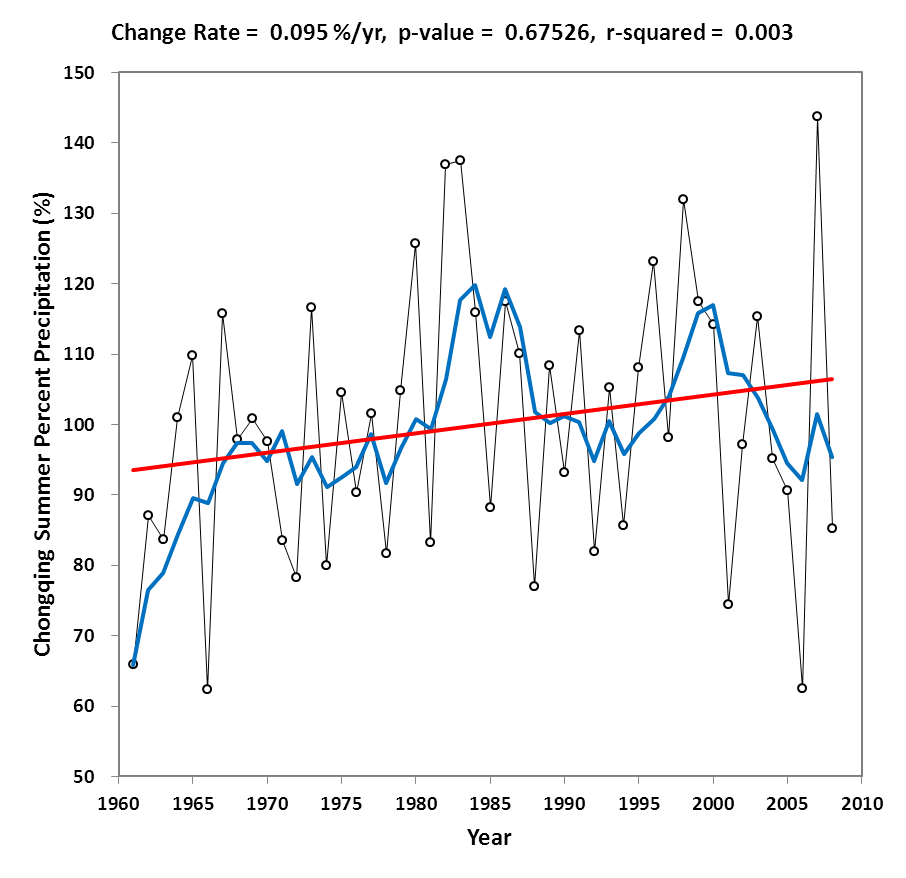 Change Rate = 0.095 %/yr, p-value = 0.67526, r-squared = 0.003
150
140
130
120
110
100
90
80
70
60
50
Chongqing Summer Percent Precipitation (%)
1960 1965 1970 1975 1980 1985 1990 1995 2000 2005 2010
Year